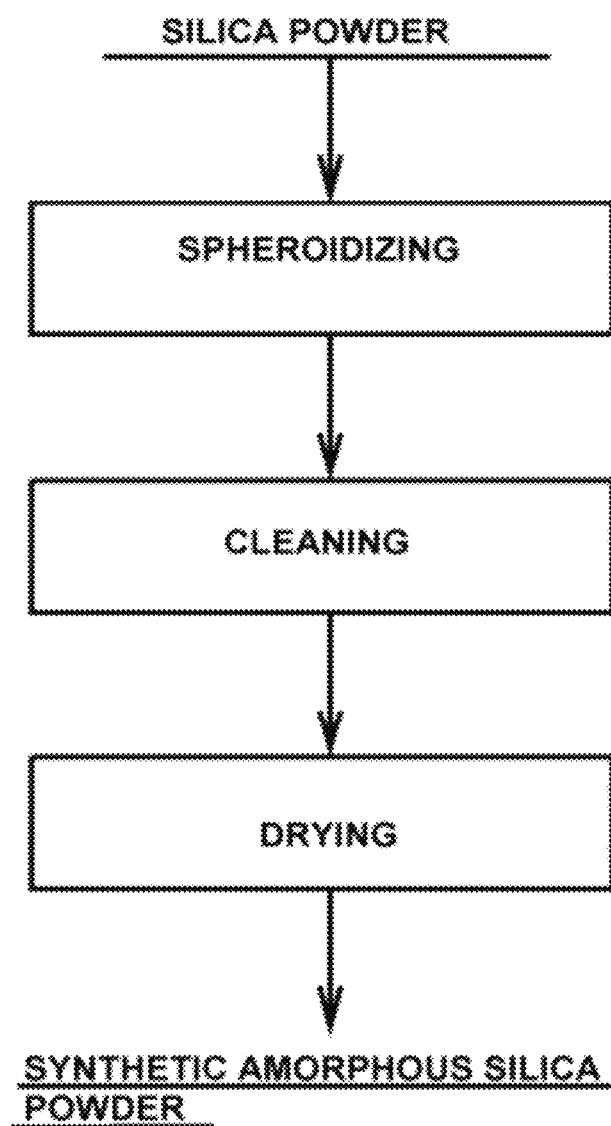 SILICA POWDER
SPHEROIDIZING
CLEANING
DRYING
SYNTHETIC AMORPHOUS SILICA
POWDER